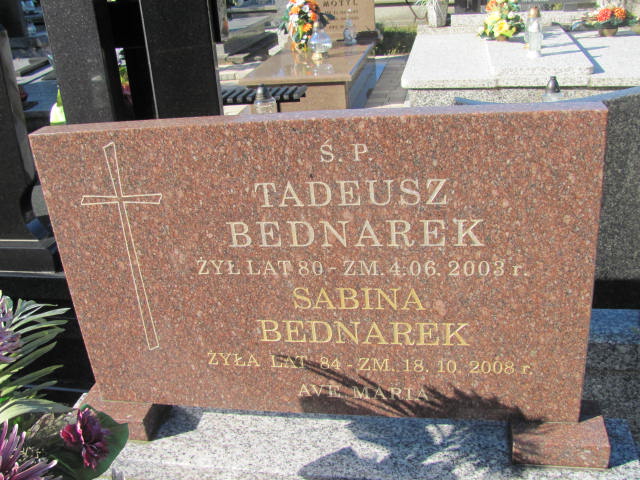 MOTYL
Ś. P.
TADEUSZ
BEDNAREK
ŻYŁ LAT 80 - ZM. 4.06. 2003 r.
SABINA
BEDNAREK
ŻYŁA LAT 84 - ZM. 18. 10. 2008 r.
AVE MARIA